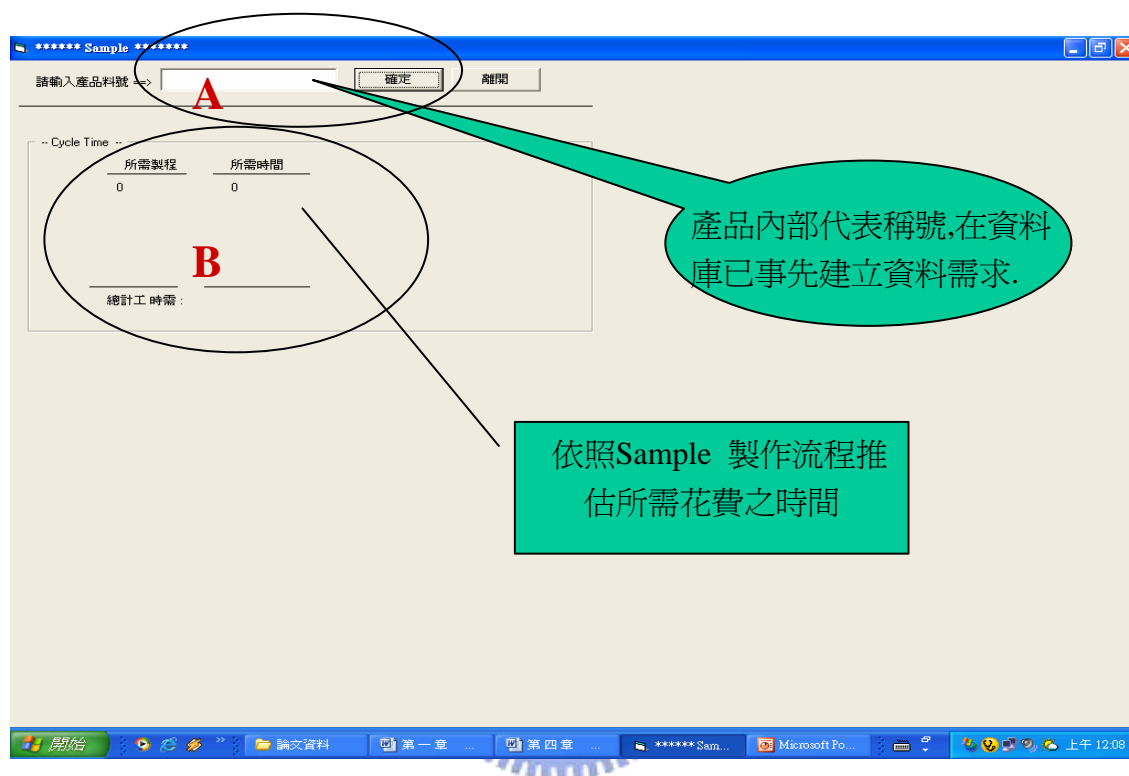 ****** Sample *******
請輸入產品料號 ==> 確定 離開
A
-- Cycle Time --
所需製程 所需時間
0 0
B
總計工時需 :
產品內部代表稱號,在資料
庫已事先建立資料需求.
依照Sample 製作流程推
估所需花費之時間
開始 » 論文資料 第一章 ... 第四章 ... ****** Sam... Microsoft Po... 上午 12:08